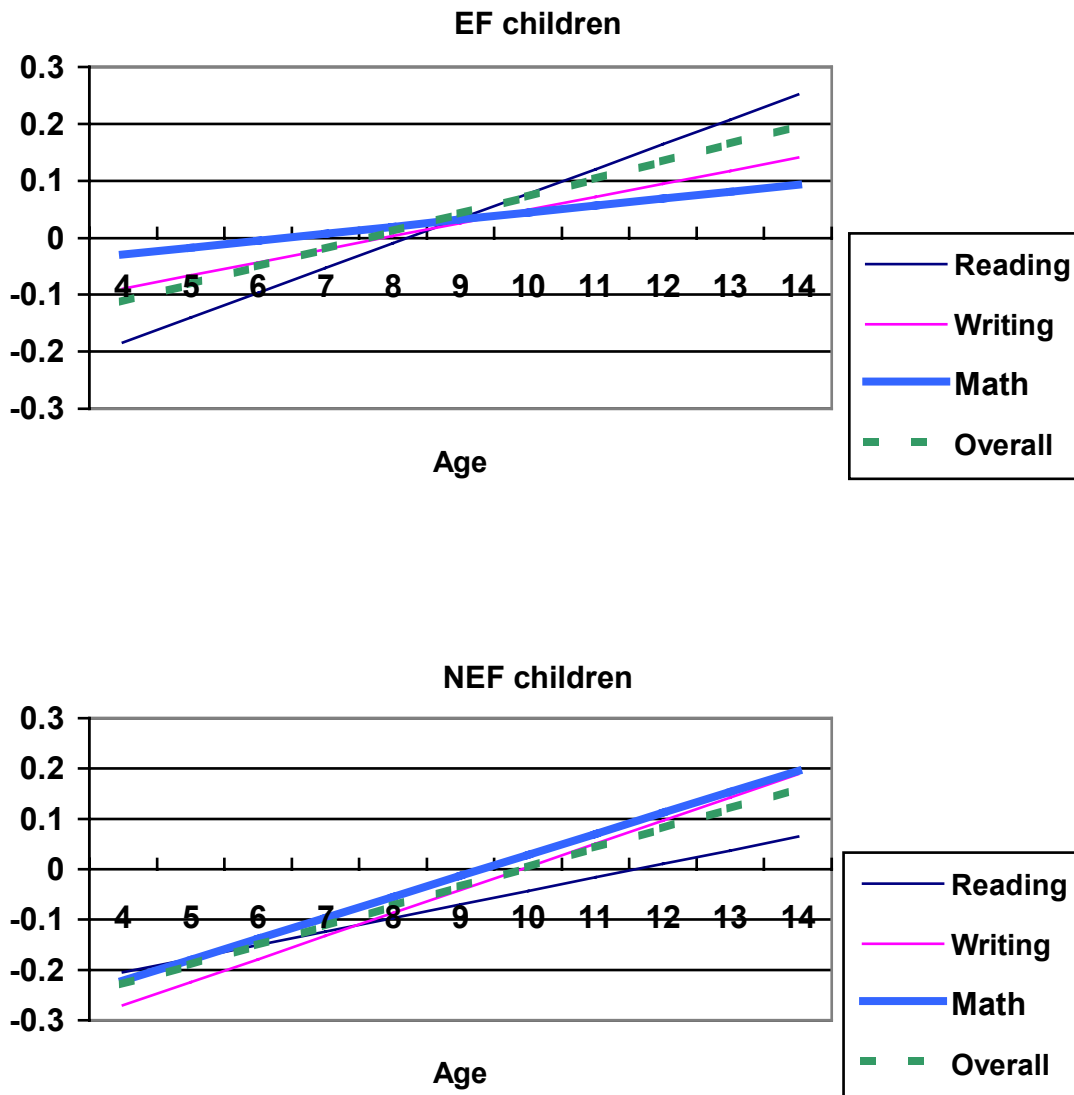 EF children
0.3
0.2
0.1
0
-0.1
-0.2
-0.3
4 5 6 7 8 9 10 11 12 13 14
Age
Reading
Writing
Math
Overall
NEF children
0.3
0.2
0.1
0
-0.1
-0.2
-0.3
4 5 6 7 8 9 10 11 12 13 14
Age
Reading
Writing
Math
Overall